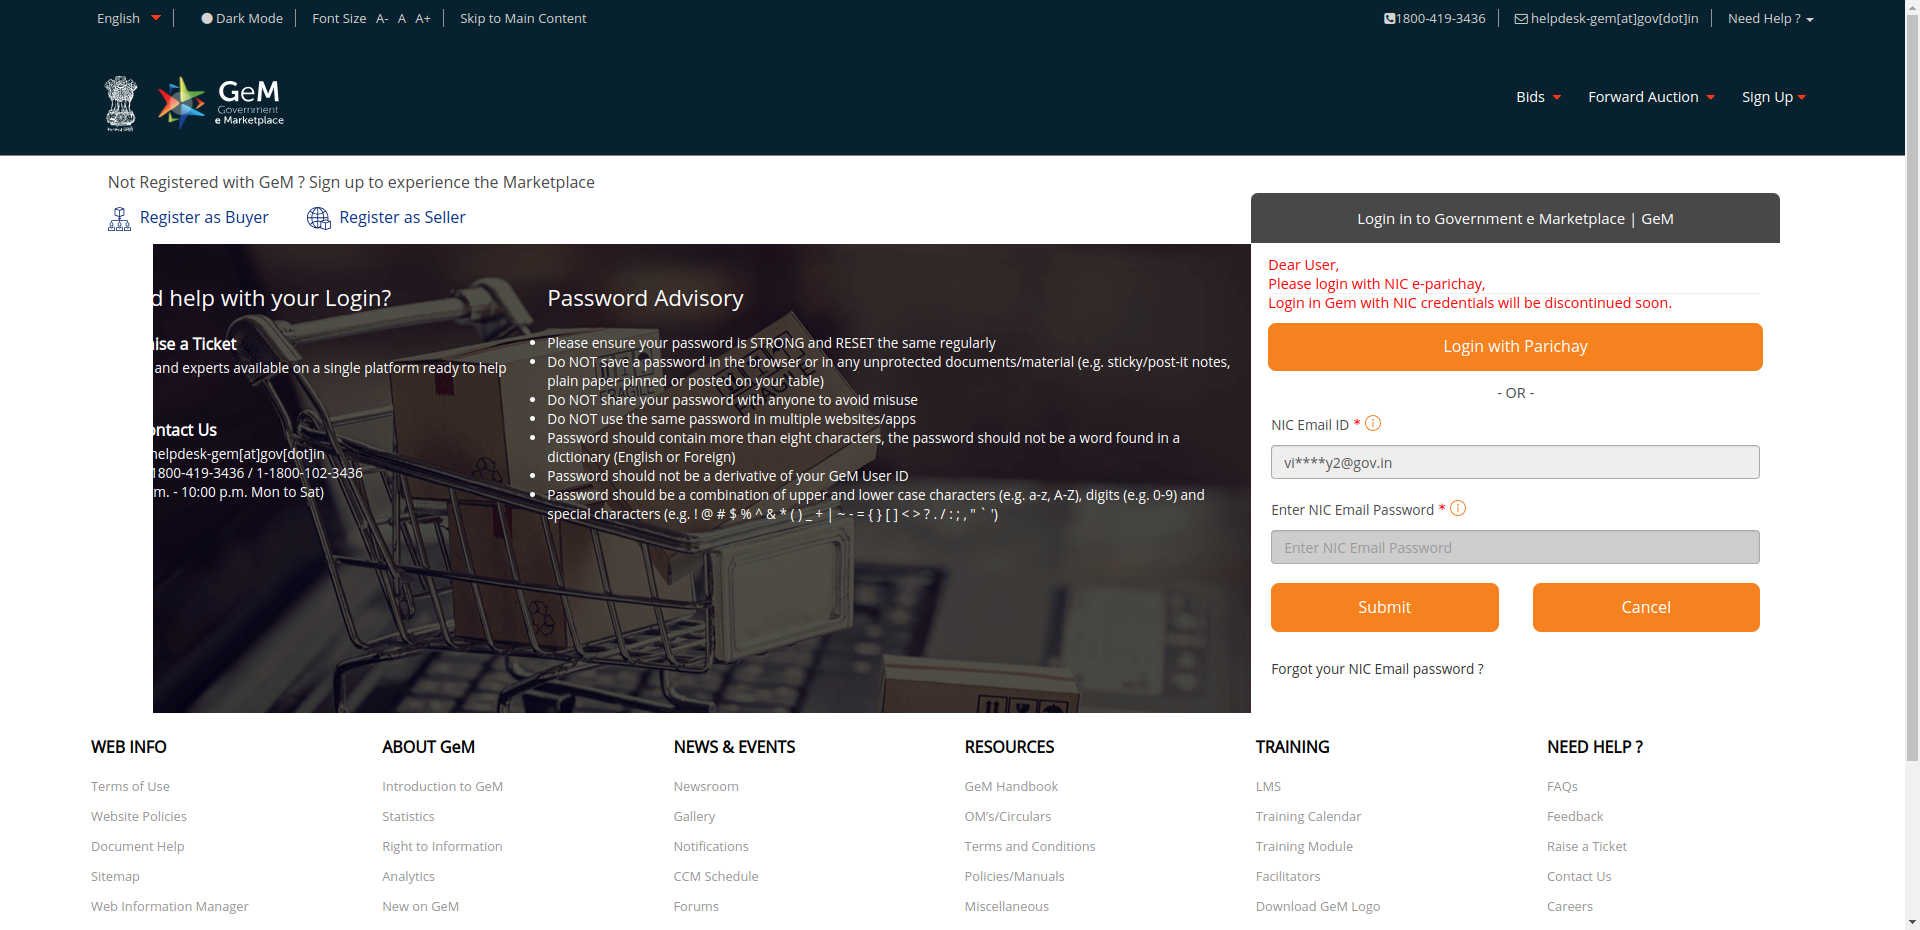 English
Dark Mode
Font Size A- A A+
Skip to Main Content
1800-419-3436
helpdesk-gem[at]gov[dot]in
Need Help ?
GeM
Government
e Marketplace
Bids
Forward Auction
Sign Up
Not Registered with GeM ? Sign up to experience the Marketplace
Register as Buyer
Register as Seller
Login in to Government e Marketplace | GeM
d help with your Login?
ise a Ticket
and experts available on a single platform ready to help
ontact Us
helpdesk-gem[at]gov[dot]in
1800-419-3436 / 1-1800-102-3436
m. - 10:00 p.m. Mon to Sat)
Password Advisory
Please ensure your password is STRONG and RESET the same regularly
Do NOT save a password in the browser or in any unprotected documents/material (e.g. sticky/post-it notes,
plain paper pinned or posted on your table)
Do NOT share your password with anyone to avoid misuse
Do NOT use the same password in multiple websites/apps
Password should contain more than eight characters, the password should not be a word found in a
dictionary (English or Foreign)
Password should not be a derivative of your GeM User ID
Password should be a combination of upper and lower case characters (e.g. a-z, A-Z), digits (e.g. 0-9) and
special characters (e.g. ! @ # $ % ^ & * ( ) _ + | ~ - = { } [ ] < > ? . / : ; , " ` ')
Dear User,
Please login with NIC e-parichay,
Login in Gem with NIC credentials will be discontinued soon.
Login with Parichay
- OR -
NIC Email ID *
vi****y2@gov.in
Enter NIC Email Password *
Enter NIC Email Password
Submit
Cancel
Forgot your NIC Email password ?
WEB INFO
Terms of Use
Website Policies
Document Help
Sitemap
Web Information Manager
ABOUT GeM
Introduction to GeM
Statistics
Right to Information
Analytics
New on GeM
NEWS & EVENTS
Newsroom
Gallery
Notifications
CCM Schedule
Forums
RESOURCES
GeM Handbook
OM's/Circulars
Terms and Conditions
Policies/Manuals
Miscellaneous
TRAINING
LMS
Training Calendar
Training Module
Facilitators
Download GeM Logo
NEED HELP ?
FAQs
Feedback
Raise a Ticket
Contact Us
Careers